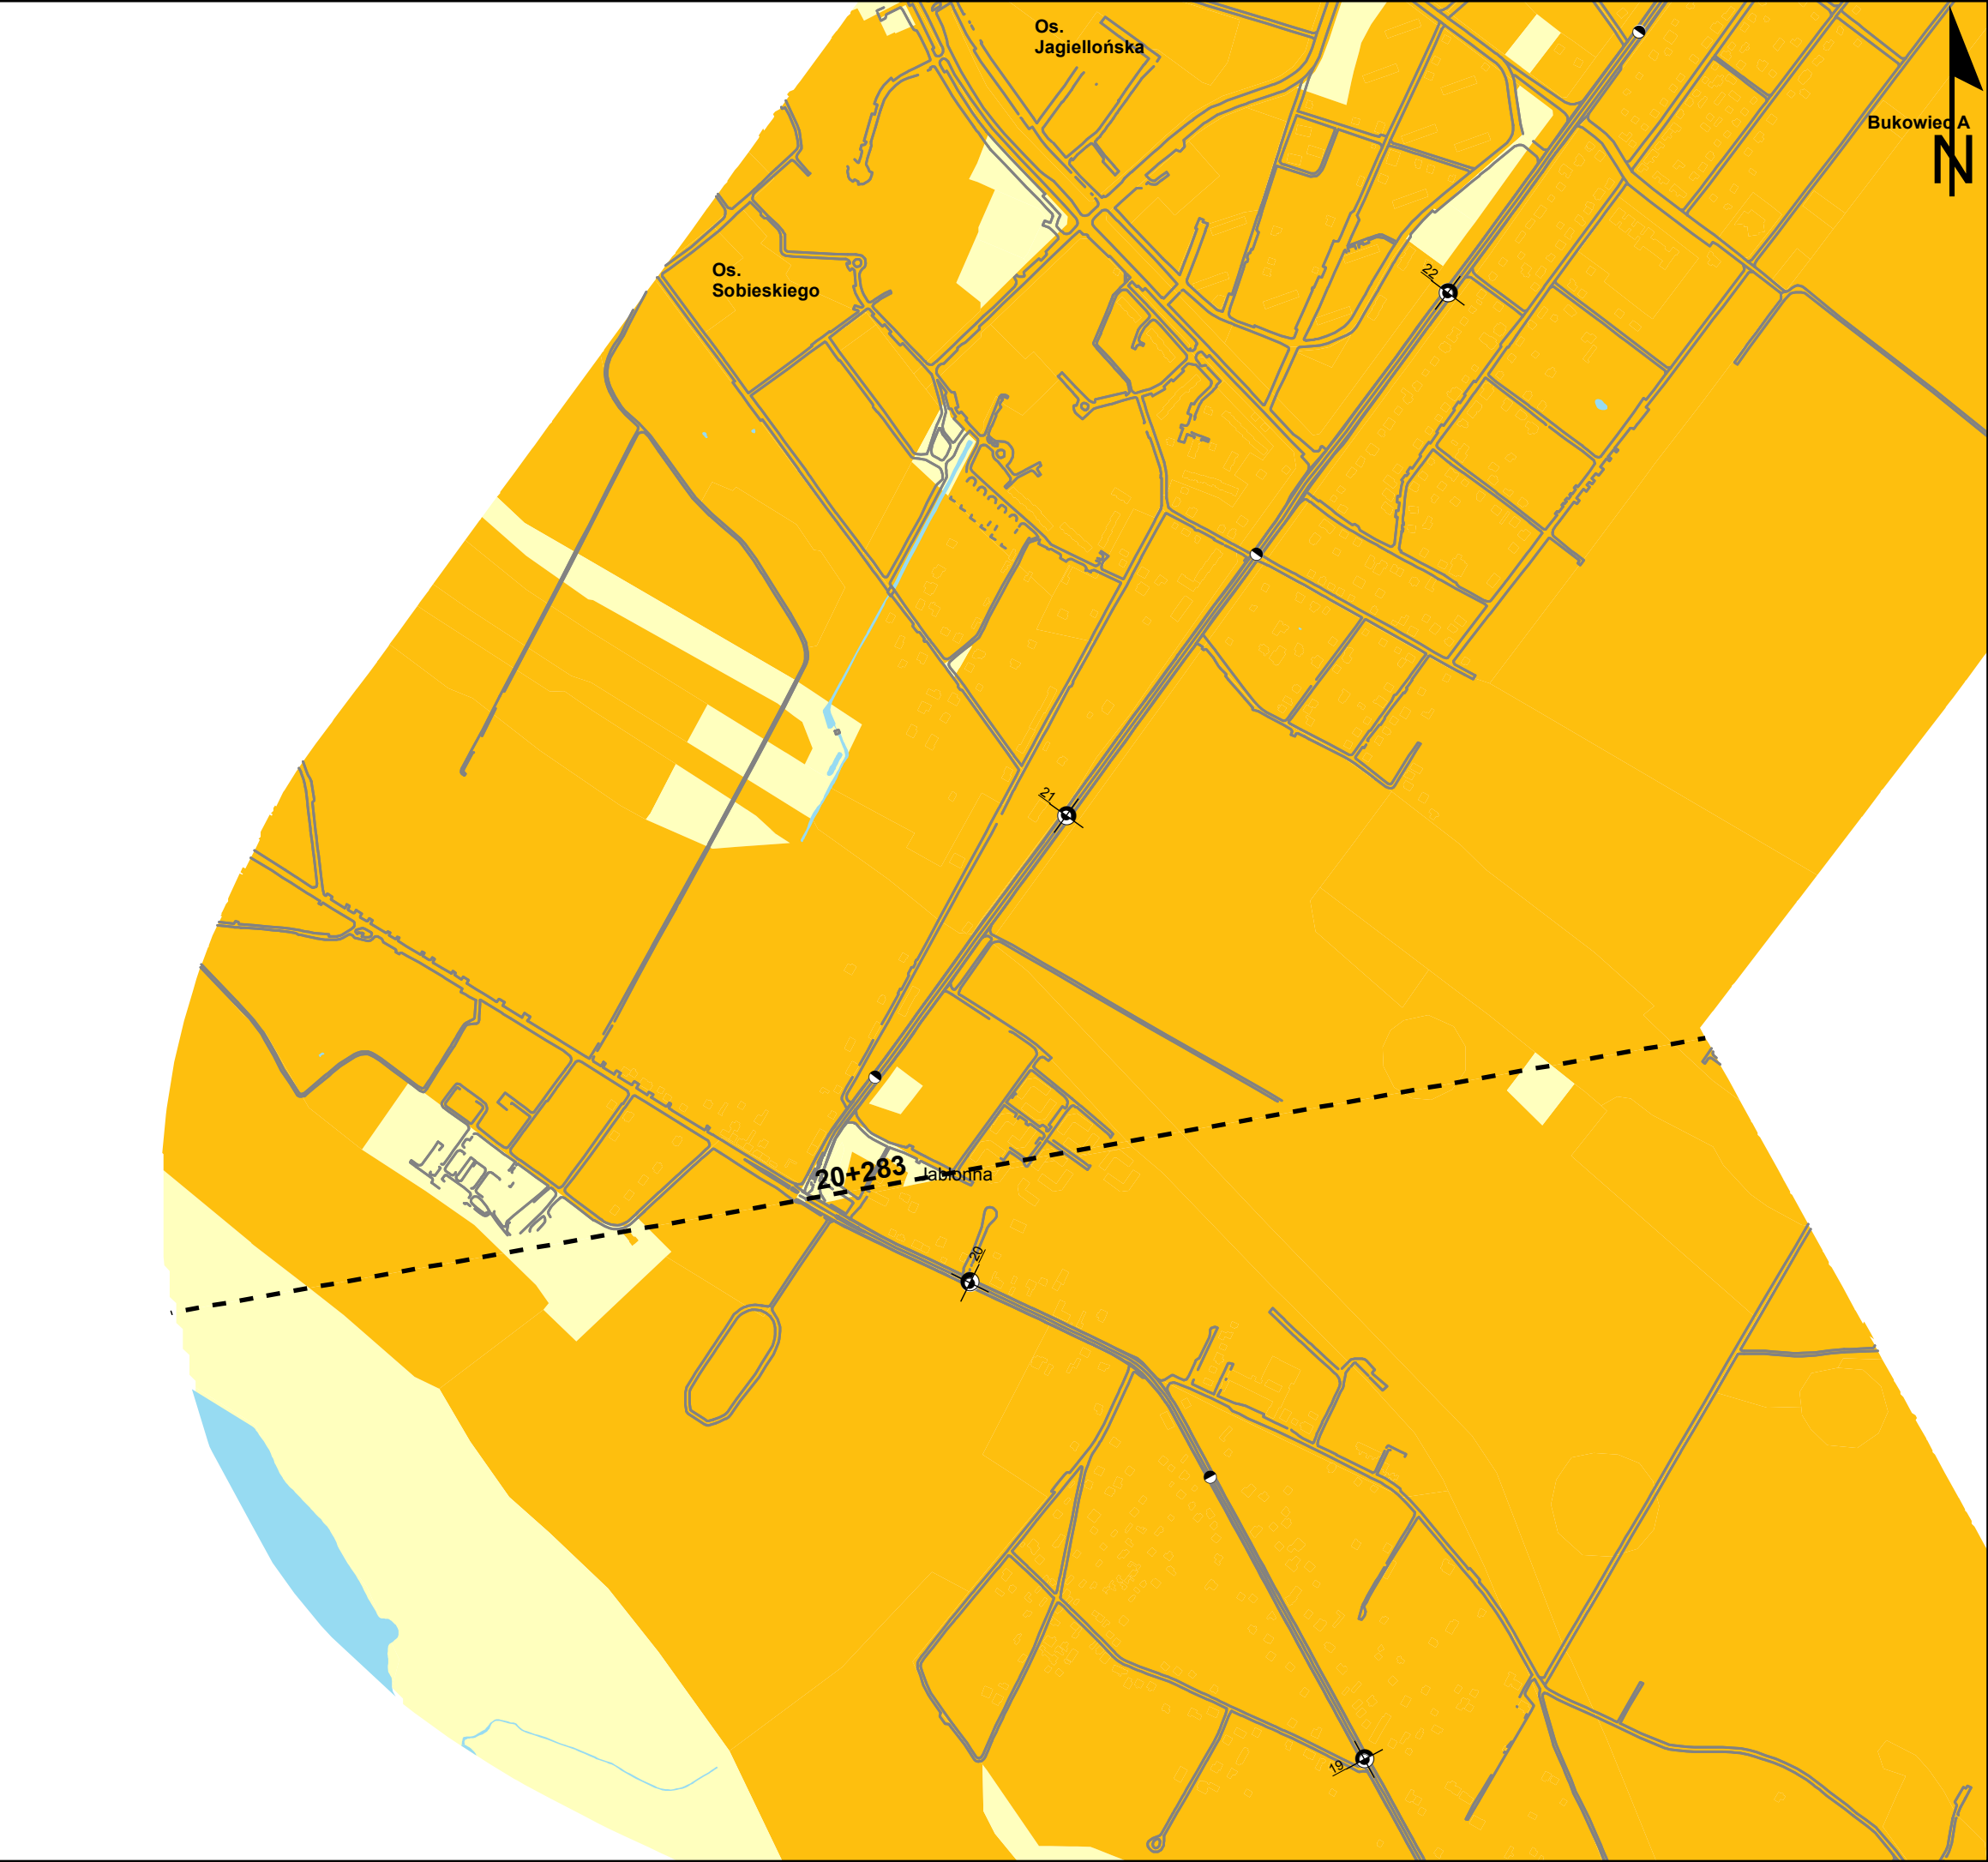 Os.
Jagiellońska
Bukowiec A
N
Os.
Sobieskiego
22
21
20+283
Jabłonna
20
19